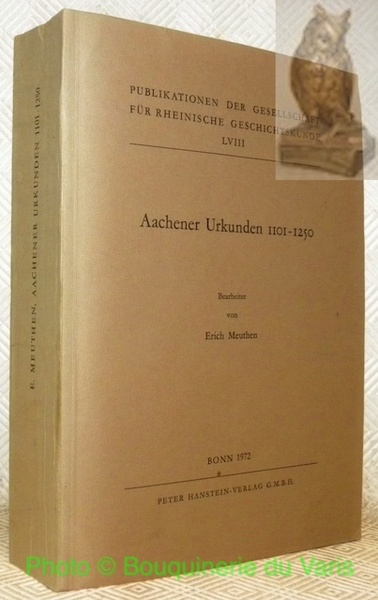 PUBLIKATIONEN DER GESELLSCHAFT
FÜR RHEINISCHE GESCHICHTSKUNDE
LVIII
Aachener Urkunden 1101-1250
Bearbeitet
von
Erich Meuthen
BONN 1972
*
PETER HANSTEIN-VERLAG G.M.B.H.
E. MEUTHEN, AACHENER URKUNDEN 1101-1250
Photo © Bouquinerie du Varis